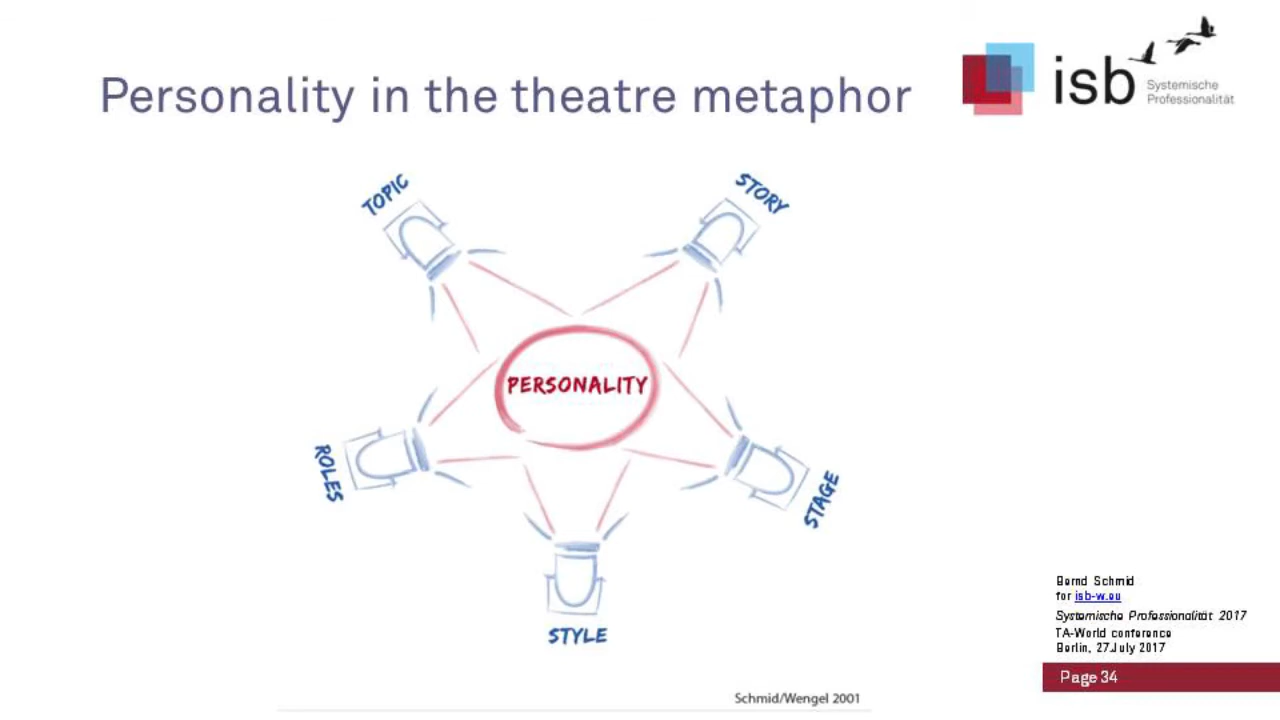 Personality in the theatre metaphor
isb
Systemische
Professionalität
TOPIC
STORY
PERSONALITY
ROLES
STAGE
STYLE
Bernd Schmid
for isb-w.eu
Systemische Professionalität 2017
TA-World conference
Berlin, 27.July 2017
Page 34
Schmid/Wengel 2001